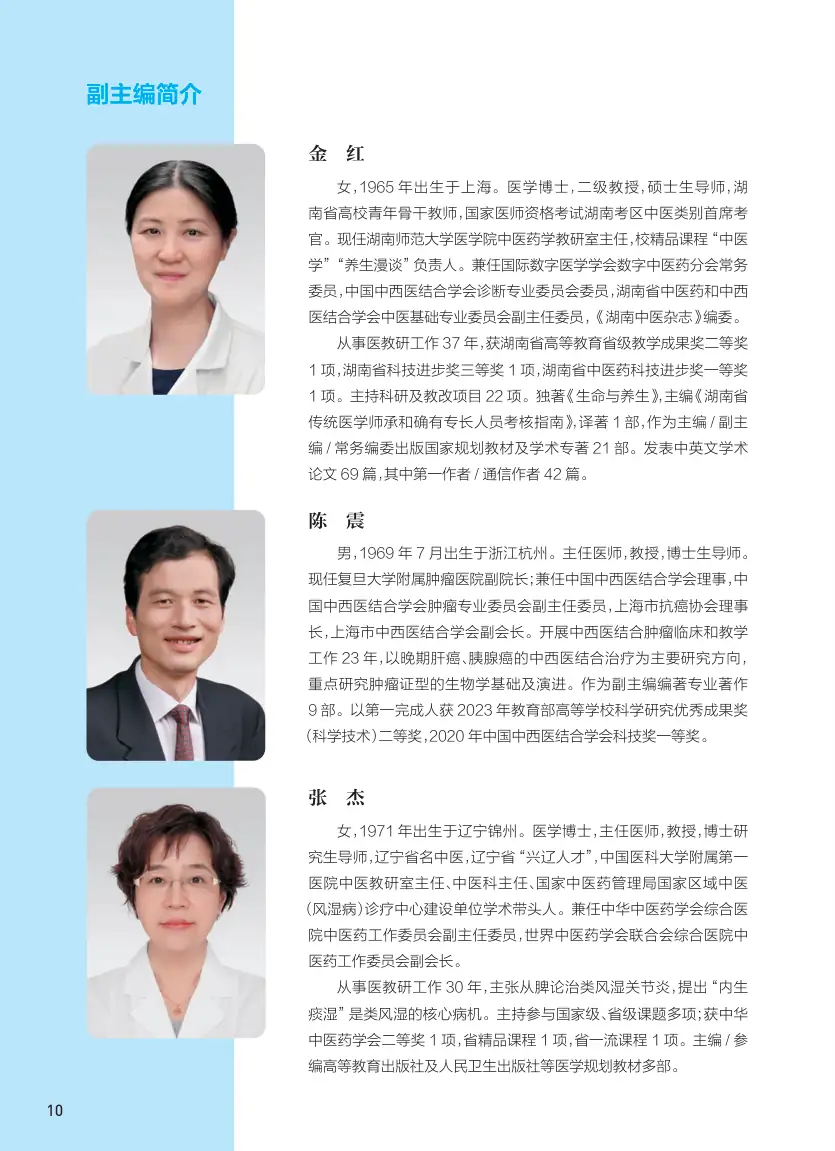 副主编简介
金 红
女,1965 年出生于上海。医学博士,二级教授,硕士生导师,湖
南省高校青年骨干教师,国家医师资格考试湖南考区中医类别首席考
官。现任湖南师范大学医学院中医药学教研室主任,校精品课程“中医
学”“养生漫谈”负责人。兼任国际数字医学学会数字中医药分会常务
委员,中国中西医结合学会诊断专业委员会委员,湖南省中医药和中西
医结合学会中医基础专业委员会副主任委员,《湖南中医杂志》编委。
从事医教研工作 37 年,获湖南省高等教育省级教学成果奖二等奖
1 项,湖南省科技进步奖三等奖 1 项,湖南省中医药科技进步奖一等奖
1 项。主持科研及教改项目 22 项。独著《生命与养生》,主编《湖南省
传统医学师承和确有专长人员考核指南》,译著 1 部,作为主编 / 副主
编 / 常务编委出版国家规划教材及学术专著 21 部。发表中英文学术
论文 69 篇,其中第一作者 / 通信作者 42 篇。
陈 震
男,1969 年 7 月出生于浙江杭州。主任医师,教授,博士生导师。
现任复旦大学附属肿瘤医院副院长;兼任中国中西医结合学会理事,中
国中西医结合学会肿瘤专业委员会副主任委员,上海市抗癌协会理事
长,上海市中西医结合学会副会长。开展中西医结合肿瘤临床和教学
工作 23 年,以晚期肝癌、胰腺癌的中西医结合治疗为主要研究方向,
重点研究肿瘤证型的生物学基础及演进。作为副主编编著专业著作
9 部。以第一完成人获 2023 年教育部高等学校科学研究优秀成果奖
(科学技术)二等奖,2020 年中国中西医结合学会科技奖一等奖。
张 杰
女,1971 年出生于辽宁锦州。医学博士,主任医师,教授,博士研
究生导师,辽宁省名中医,辽宁省“兴辽人才”,中国医科大学附属第一
医院中医教研室主任、中医科主任、国家中医药管理局国家区域中医
(风湿病)诊疗中心建设单位学术带头人。兼任中华中医药学会综合医
院中医药工作委员会副主任委员,世界中医药学会联合会综合医院中
医药工作委员会副会长。
从事医教研工作 30 年,主张从脾论治类风湿关节炎,提出“内生
痰湿”是类风湿的核心病机。主持参与国家级、省级课题多项;获中华
中医药学会二等奖 1 项,省精品课程 1 项,省一流课程 1 项。主编 / 参
编高等教育出版社及人民卫生出版社等医学规划教材多部。
10